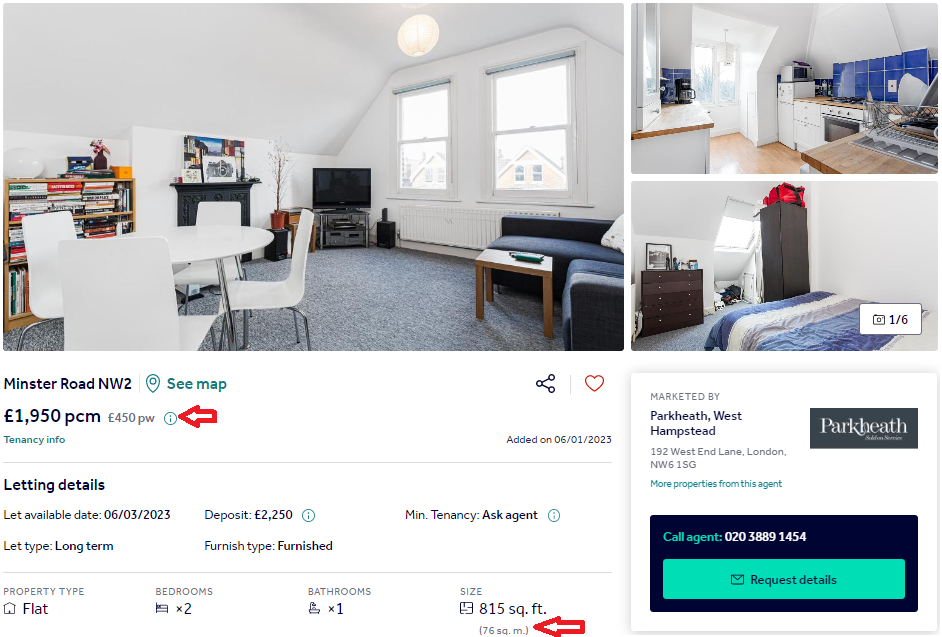 1/6
Minster Road NW2 See map
£1,950 pcm £450 pw
Tenancy info
Added on 06/01/2023
Letting details
Let available date: 06/03/2023 Deposit: £2,250 Min. Tenancy: Ask agent
Let type: Long term Furnish type: Furnished
PROPERTY TYPE BEDROOMS BATHROOMS SIZE
Flat ×2 ×1 815 sq. ft.
(76 sq. m.)
MARKETED BY
Parkheath, West
Hampstead
Parkheath
Sold on Service
192 West End Lane, London,
NW6 1SG
More properties from this agent
Call agent: 020 3889 1454
Request details